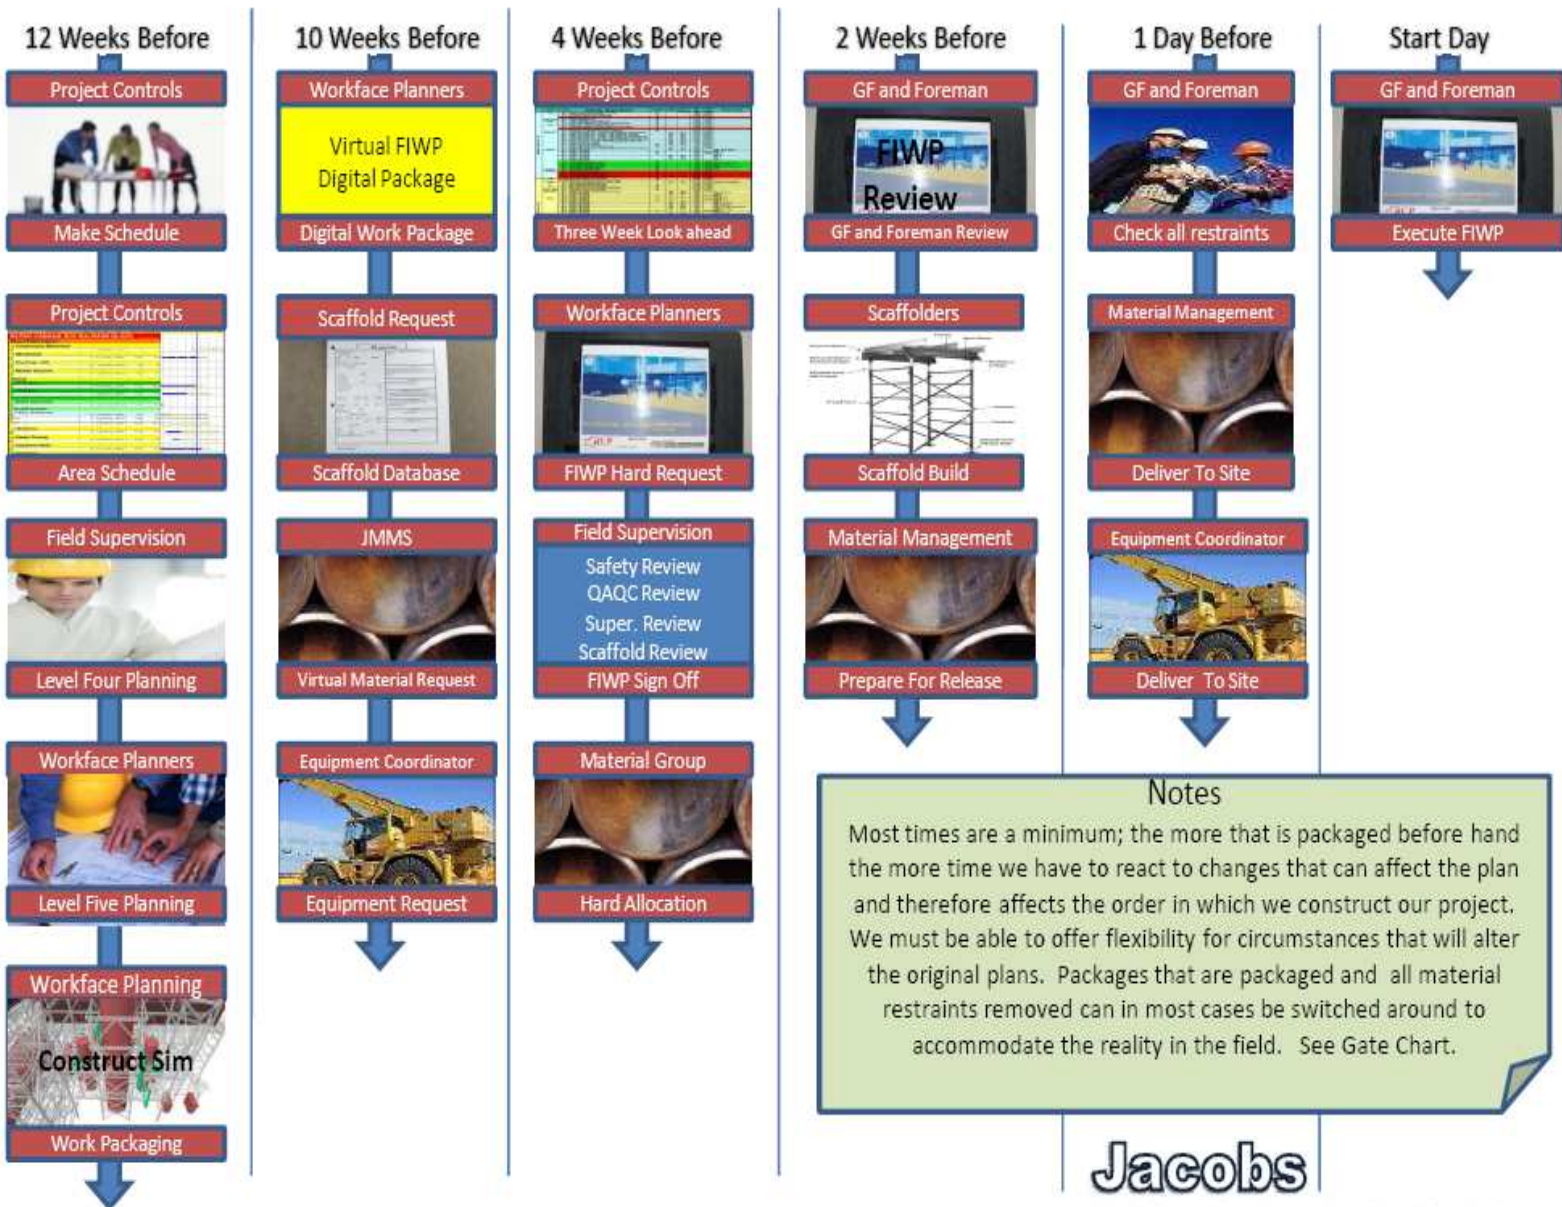 12 Weeks Before
Project Controls
Make Schedule
Project Controls
Area Schedule
Field Supervision
Level Four Planning
Workface Planners
Level Five Planning
Workface Planning
Construct Sim
Work Packaging
10 Weeks Before
Workface Planners
Virtual FIWP
Digital Package
Digital Work Package
Scaffold Request
Scaffold Database
JMMS
Virtual Material Request
Equipment Coordinator
Equipment Request
4 Weeks Before
Project Controls
Three Week Look ahead
Workface Planners
FIWP Hard Request
Field Supervision
Safety Review
QAQC Review
Super. Review
Scaffold Review
FIWP Sign Off
Material Group
Hard Allocation
2 Weeks Before
GF and Foreman
FIWP
Review
GF and Foreman Review
Scaffolders
Scaffold Build
Material Management
Prepare For Release
1 Day Before
GF and Foreman
Check all restraints
Material Management
Deliver To Site
Equipment Coordinator
Deliver To Site
Start Day
GF and Foreman
Execute FIWP
Notes
Most times are a minimum; the more that is packaged before hand
the more time we have to react to changes that can affect the plan
and therefore affects the order in which we construct our project.
We must be able to offer flexibility for circumstances that will alter
the original plans. Packages that are packaged and all material
restraints removed can in most cases be switched around to
accommodate the reality in the field. See Gate Chart.
Jacobs